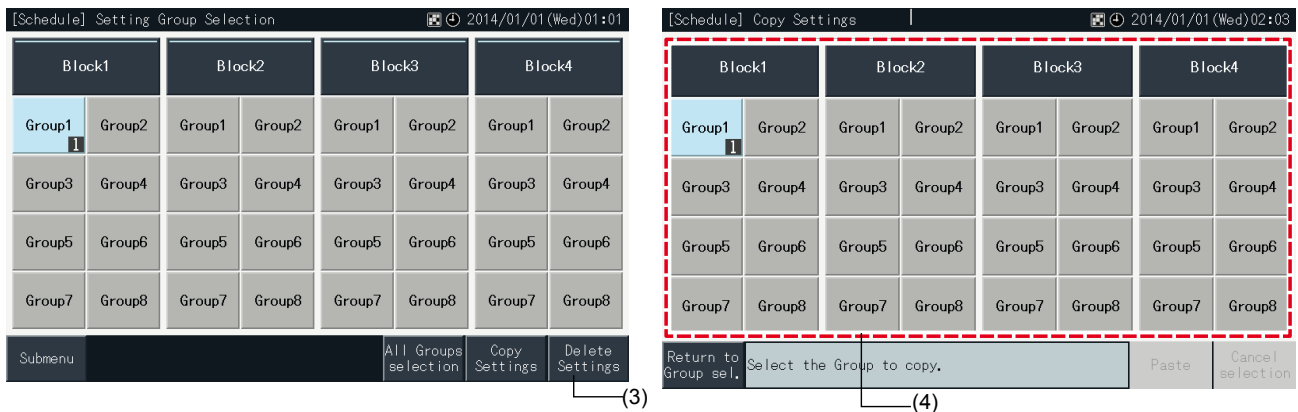 [Schedule] Setting Group Selection 2014/01/01(Wed)01:01
Block1 Block2 Block3 Block4
Group1 Group2 Group1 Group2 Group1 Group2 Group1 Group2
1
Group3 Group4 Group3 Group4 Group3 Group4 Group3 Group4
Group5 Group6 Group5 Group6 Group5 Group6 Group5 Group6
Group7 Group8 Group7 Group8 Group7 Group8 Group7 Group8
Submenu
All Groups
selection
Copy
Settings
Delete
Settings
(3)
[Schedule] Copy Settings 2014/01/01(Wed)02:03
Block1 Block2 Block3 Block4
Group1 Group2 Group1 Group2 Group1 Group2 Group1 Group2
1
Group3 Group4 Group3 Group4 Group3 Group4 Group3 Group4
Group5 Group6 Group5 Group6 Group5 Group6 Group5 Group6
Group7 Group8 Group7 Group8 Group7 Group8 Group7 Group8
Return to
Group sel.
Select the Group to copy.
Paste
Cancel
selection
(4)